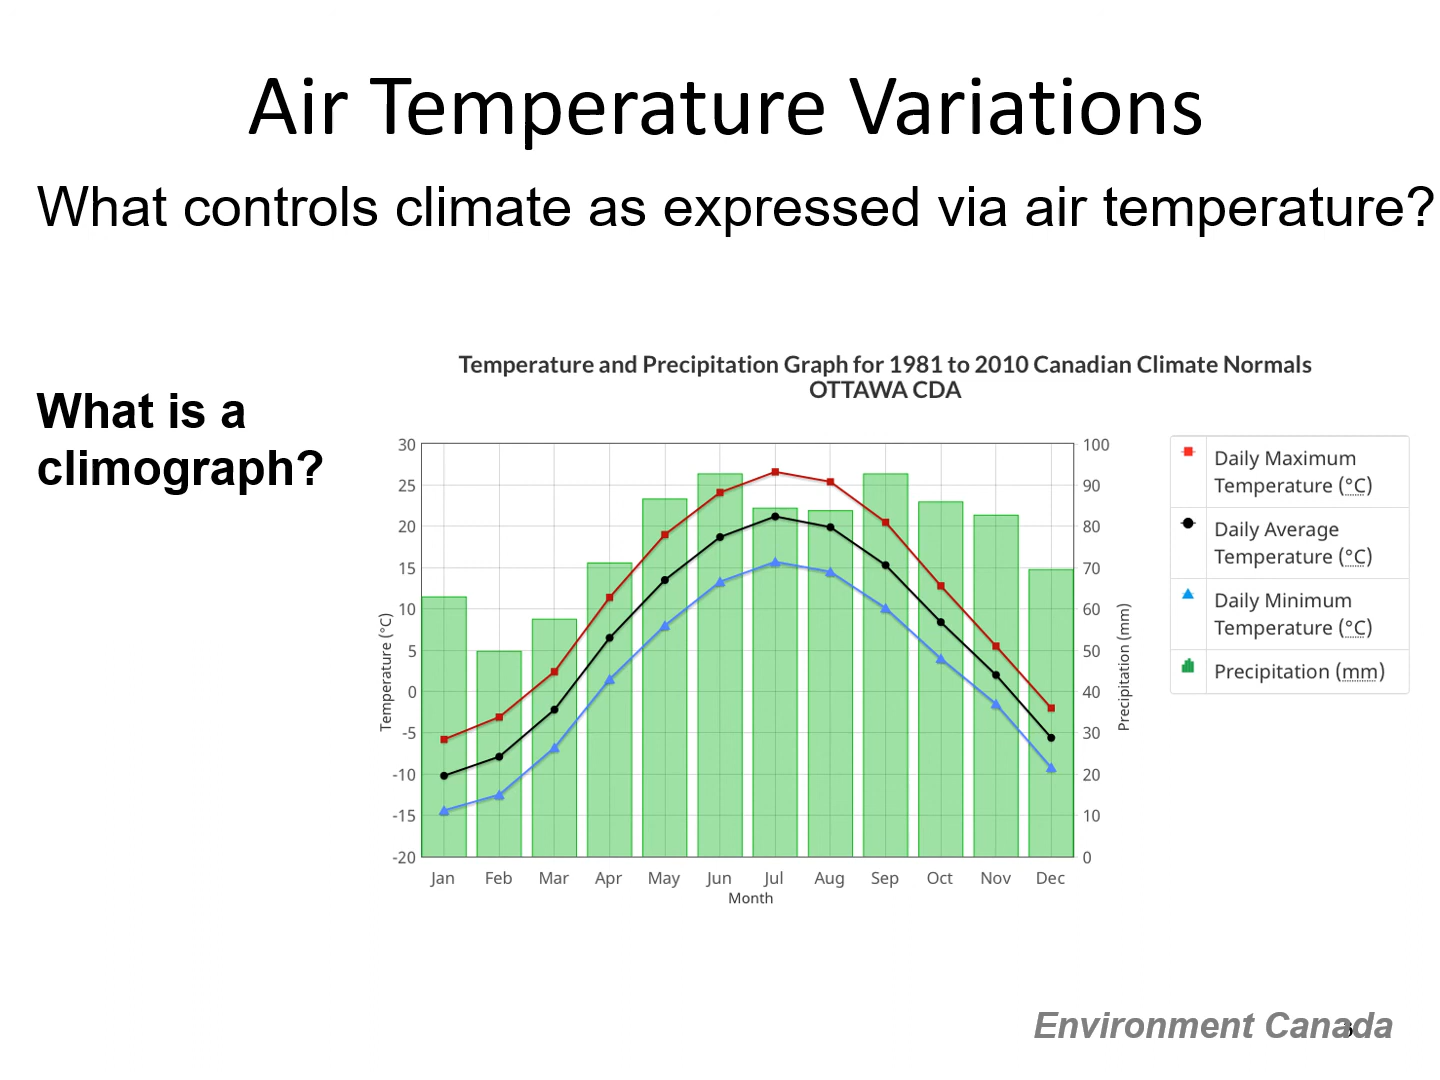 Air Temperature Variations
What controls climate as expressed via air temperature?
What is a
climograph?
Temperature and Precipitation Graph for 1981 to 2010 Canadian Climate Normals
OTTAWA CDA
30
25
20
15
10
5
0
-5
-10
-15
-20
Temperature (°C)
100
90
80
70
60
50
40
30
20
10
0
Precipitation (mm)
Jan Feb Mar Apr May Jun Jul Aug Sep Oct Nov Dec
Month
Daily Maximum
Temperature (°C)
Daily Average
Temperature (°C)
Daily Minimum
Temperature (°C)
Precipitation (mm)
Environment Canada